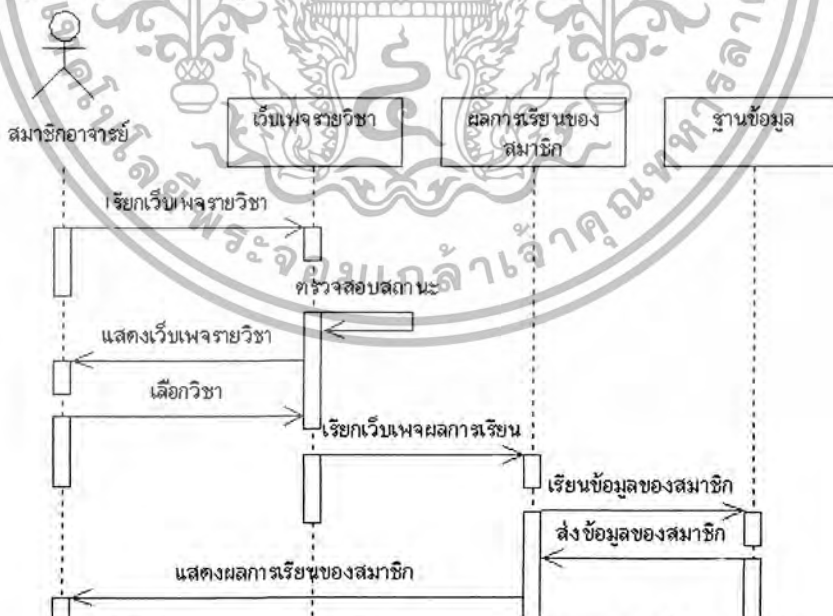 สมาชิกอาจารย์
เว็บเพจรายวิชา
ผลการเรียนของ
สมาชิก
ฐานข้อมูล
เรียกเว็บเพจรายวิชา
ตรวจสอบสถานะ
แสดงเว็บเพจรายวิชา
เลือกวิชา
เรียกเว็บเพจผลการเรียน
เรียนข้อมูลของสมาชิก
ส่งข้อมูลของสมาชิก
แสดงผลการเรียนของสมาชิก